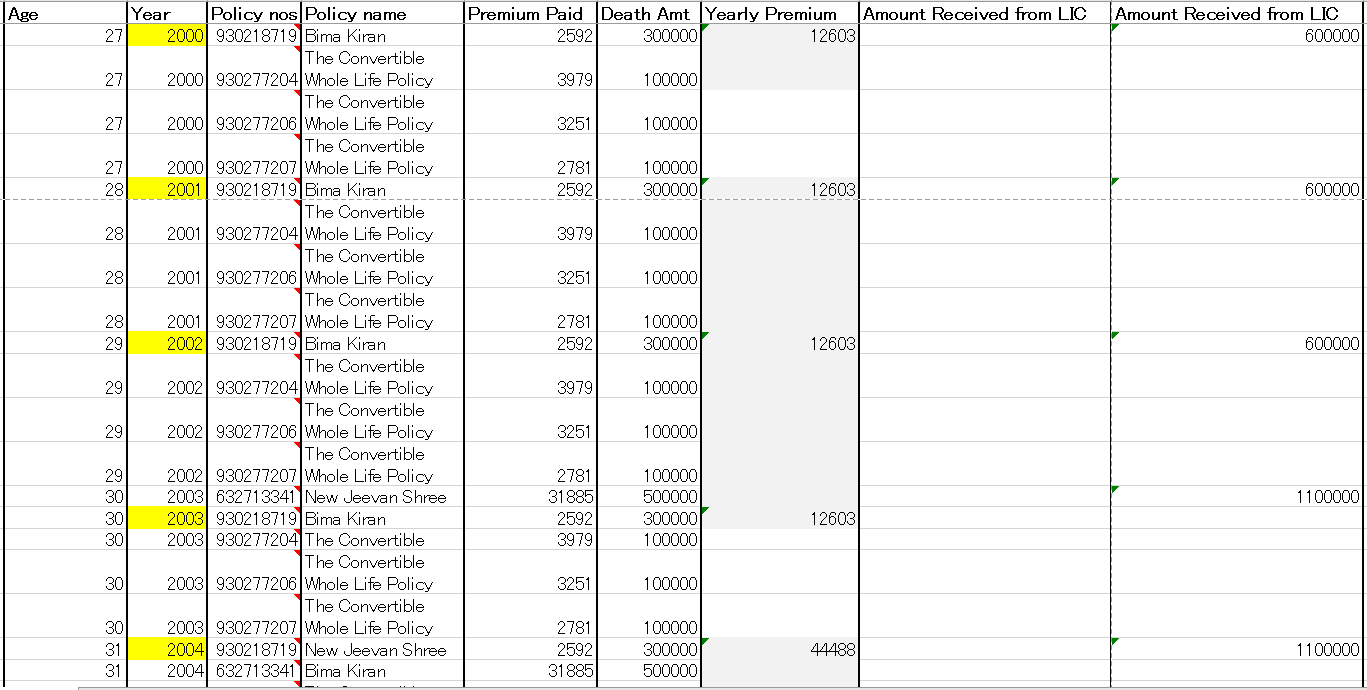 Age Year Policy nos Policy name Premium Paid Death Amt Yearly Premium Amount Received from LIC Amount Received from LIC
27 2000 930218719 Bima Kiran 2592 300000 12603 600000
The Convertible
27 2000 930277204 Whole Life Policy 3979 100000
The Convertible
27 2000 930277206 Whole Life Policy 3251 100000
The Convertible
27 2000 930277207 Whole Life Policy 2781 100000
28 2001 930218719 Bima Kiran 2592 300000 12603 600000
The Convertible
28 2001 930277204 Whole Life Policy 3979 100000
The Convertible
28 2001 930277206 Whole Life Policy 3251 100000
The Convertible
28 2001 930277207 Whole Life Policy 2781 100000
29 2002 930218719 Bima Kiran 2592 300000 12603 600000
The Convertible
29 2002 930277204 Whole Life Policy 3979 100000
The Convertible
29 2002 930277206 Whole Life Policy 3251 100000
The Convertible
29 2002 930277207 Whole Life Policy 2781 100000
30 2003 632713341 New Jeevan Shree 31885 500000 1100000
30 2003 930218719 Bima Kiran 2592 300000 12603
30 2003 930277204 The Convertible 3979 100000
The Convertible
30 2003 930277206 Whole Life Policy 3251 100000
The Convertible
30 2003 930277207 Whole Life Policy 2781 100000
31 2004 930218719 New Jeevan Shree 2592 300000 44488 1100000
31 2004 632713341 Bima Kiran 31885 500000